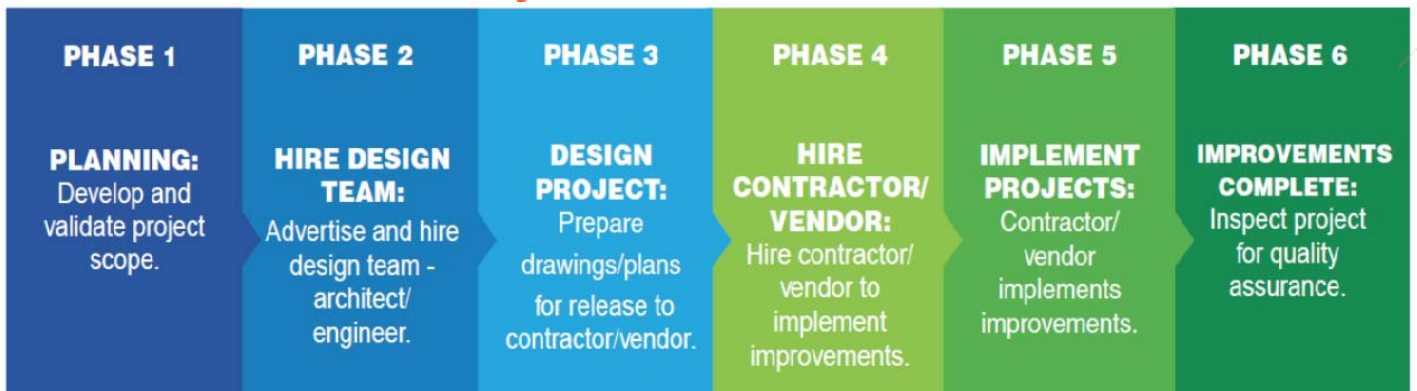 PHASE 1
PLANNING:
Develop and
validate project
scope.
PHASE 2
HIRE DESIGN
TEAM:
Advertise and hire
design team -
architect/
engineer.
PHASE 3
DESIGN
PROJECT:
Prepare
drawings/plans
for release to
contractor/vendor.
PHASE 4
HIRE
CONTRACTOR/
VENDOR:
Hire contractor/
vendor to
implement
improvements.
PHASE 5
IMPLEMENT
PROJECTS:
Contractor/
vendor
implements
improvements.
PHASE 6
IMPROVEMENTS
COMPLETE:
Inspect project
for quality
assurance.